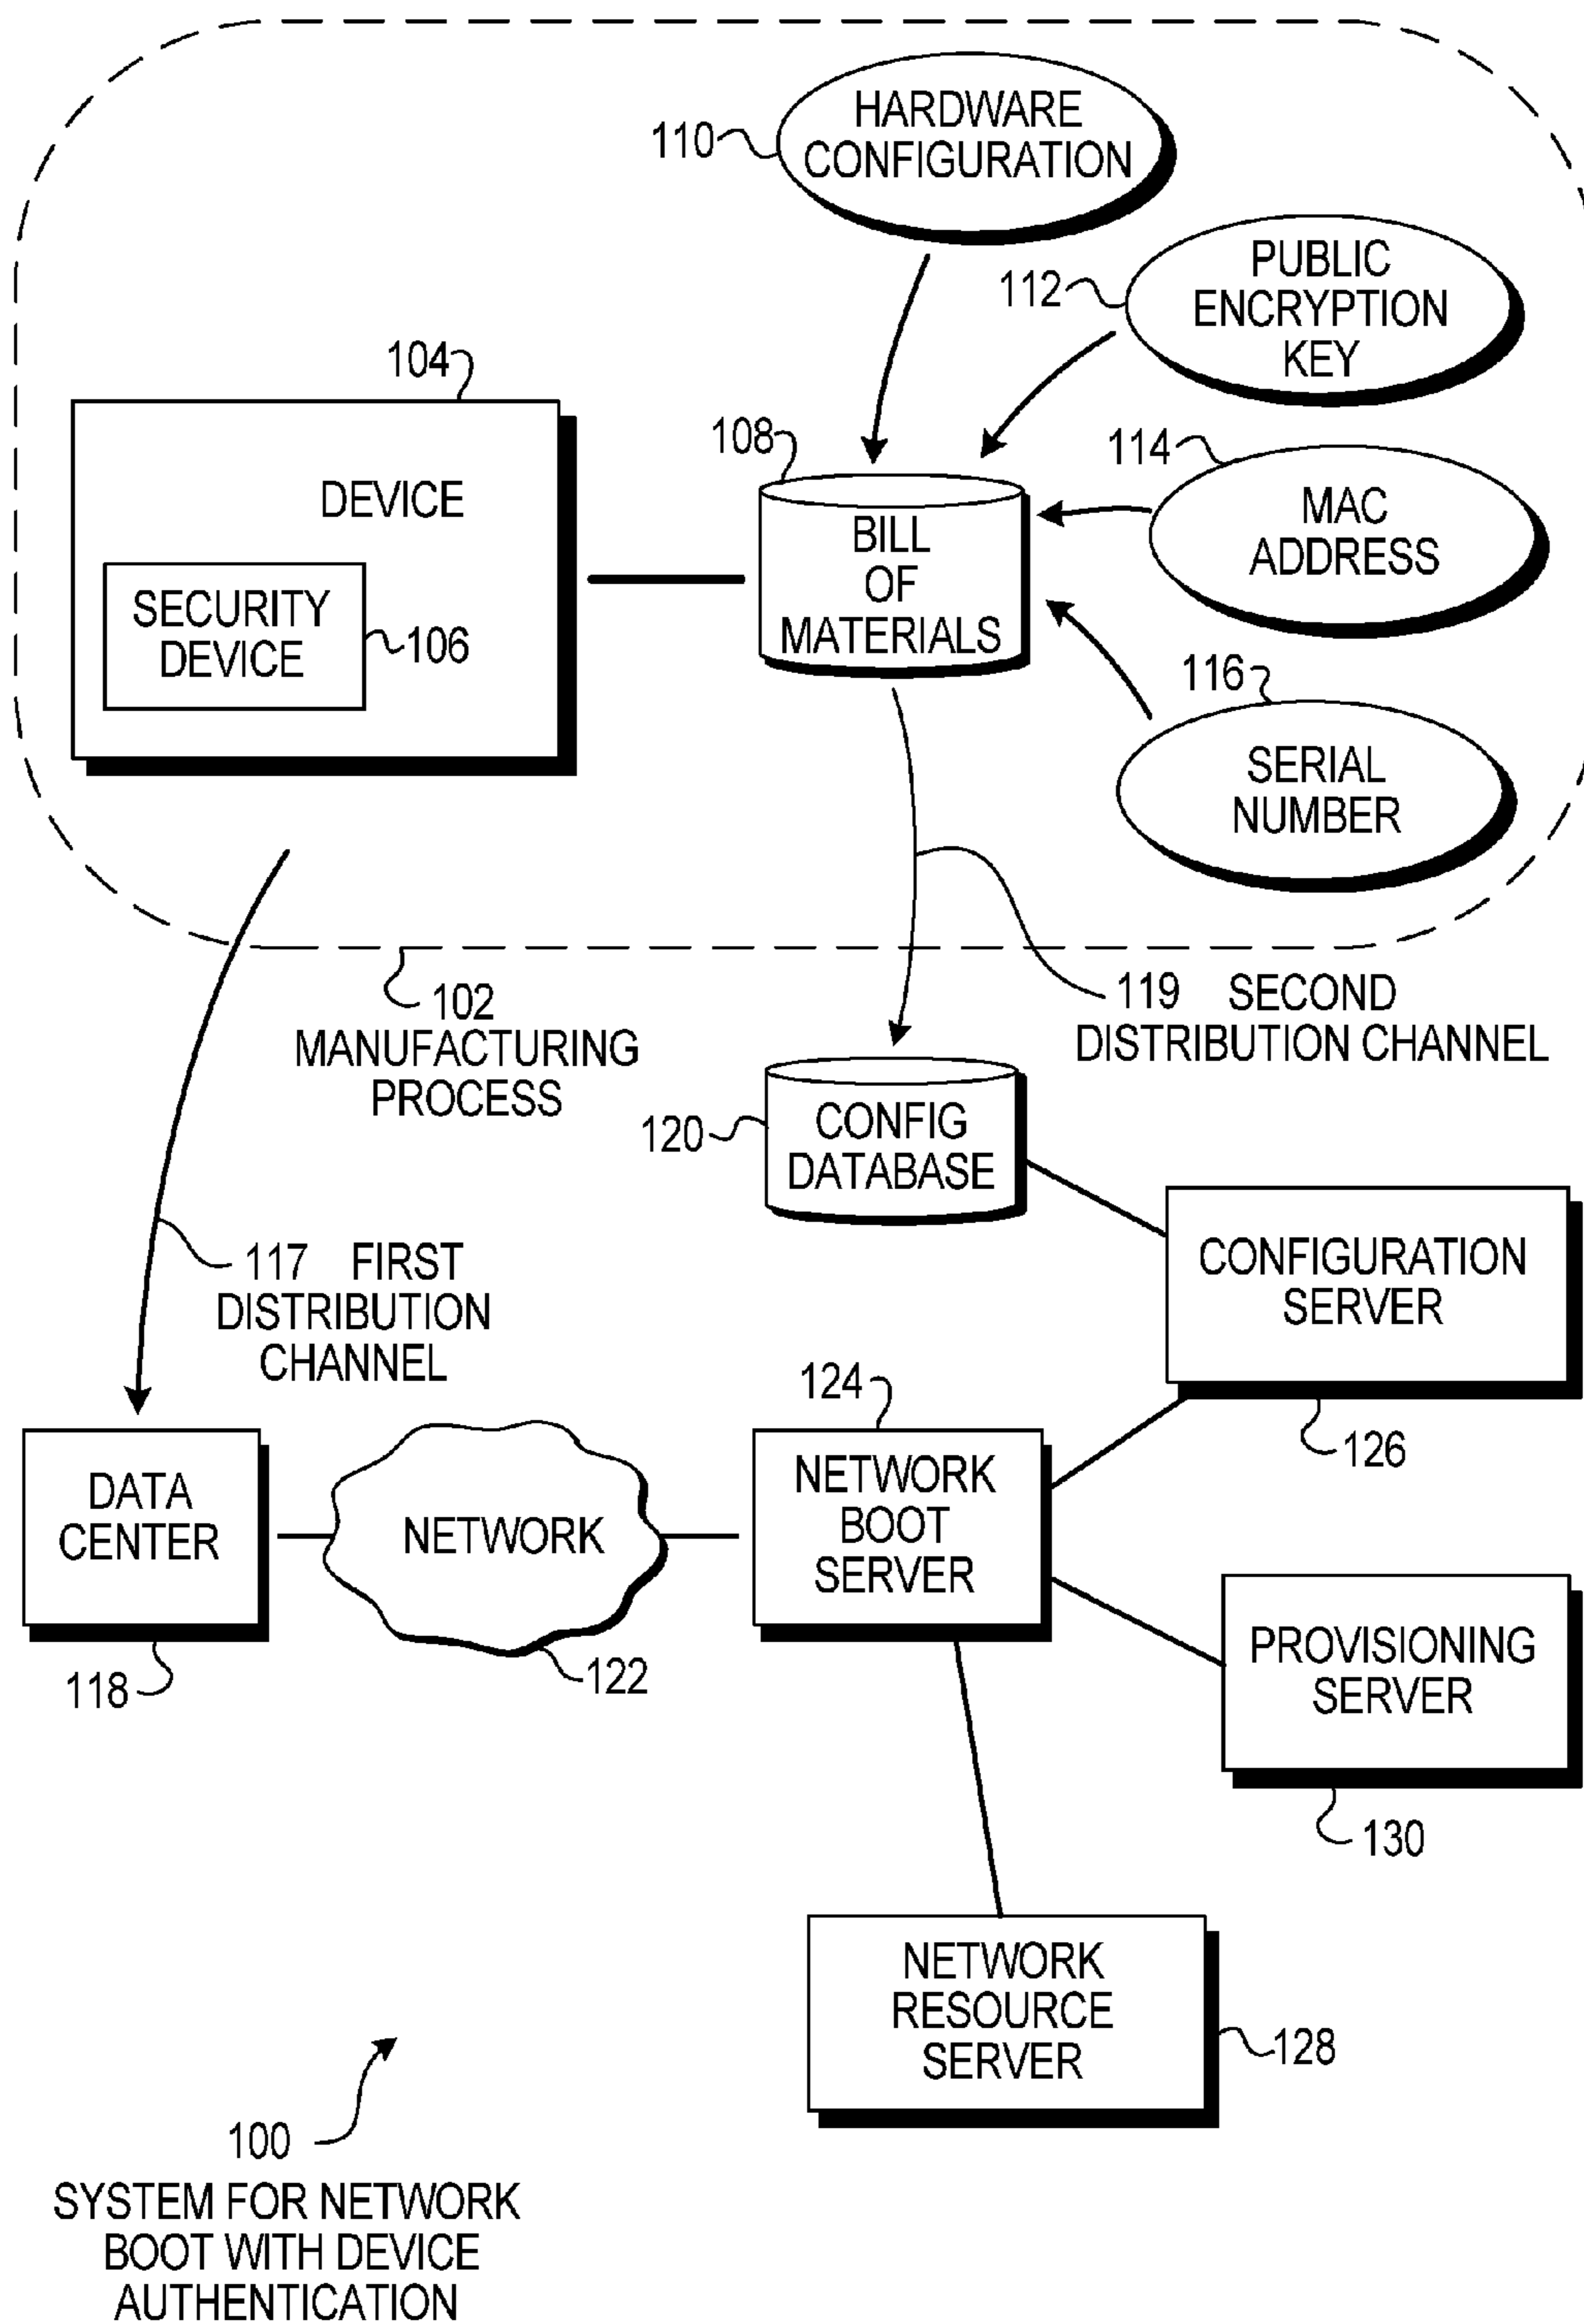 HARDWARE
CONFIGURATION
110
PUBLIC
ENCRYPTION
KEY
112
104
DEVICE
SECURITY
DEVICE
106
108
BILL
OF
MATERIALS
114
MAC
ADDRESS
116
SERIAL
NUMBER
102
MANUFACTURING
PROCESS
119 SECOND
DISTRIBUTION CHANNEL
120
CONFIG
DATABASE
117 FIRST
DISTRIBUTION
CHANNEL
CONFIGURATION
SERVER
126
124
DATA
CENTER
118
NETWORK
122
NETWORK
BOOT
SERVER
PROVISIONING
SERVER
130
NETWORK
RESOURCE
SERVER
128
100
SYSTEM FOR NETWORK
BOOT WITH DEVICE
AUTHENTICATION